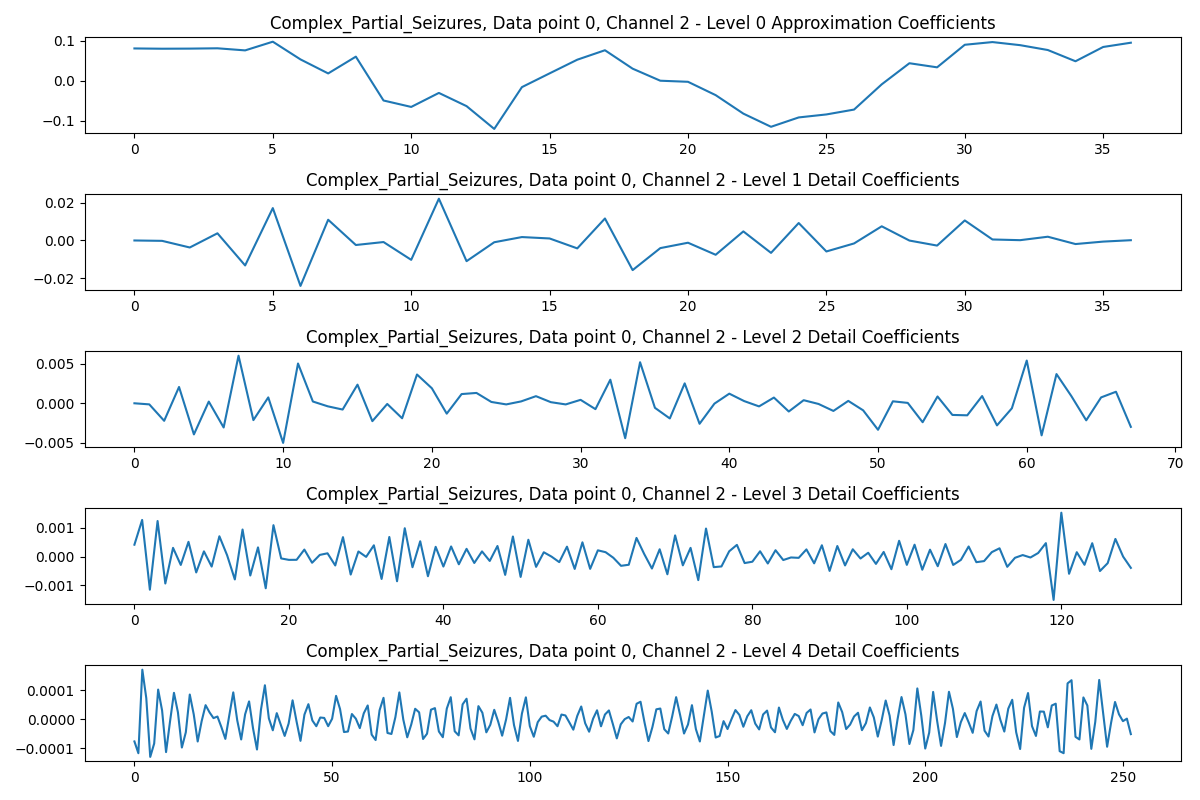 Complex_Partial_Seizures, Data point 0, Channel 2 - Level 0 Approximation Coefficients
0.1
0.0
−0.1
0 5 10 15 20 25 30 35
Complex_Partial_Seizures, Data point 0, Channel 2 - Level 1 Detail Coefficients
0.02
0.00
−0.02
0 5 10 15 20 25 30 35
Complex_Partial_Seizures, Data point 0, Channel 2 - Level 2 Detail Coefficients
0.005
0.000
−0.005
0 10 20 30 40 50 60 70
Complex_Partial_Seizures, Data point 0, Channel 2 - Level 3 Detail Coefficients
0.001
0.000
−0.001
0 20 40 60 80 100 120
Complex_Partial_Seizures, Data point 0, Channel 2 - Level 4 Detail Coefficients
0.0001
0.0000
−0.0001
0 50 100 150 200 250